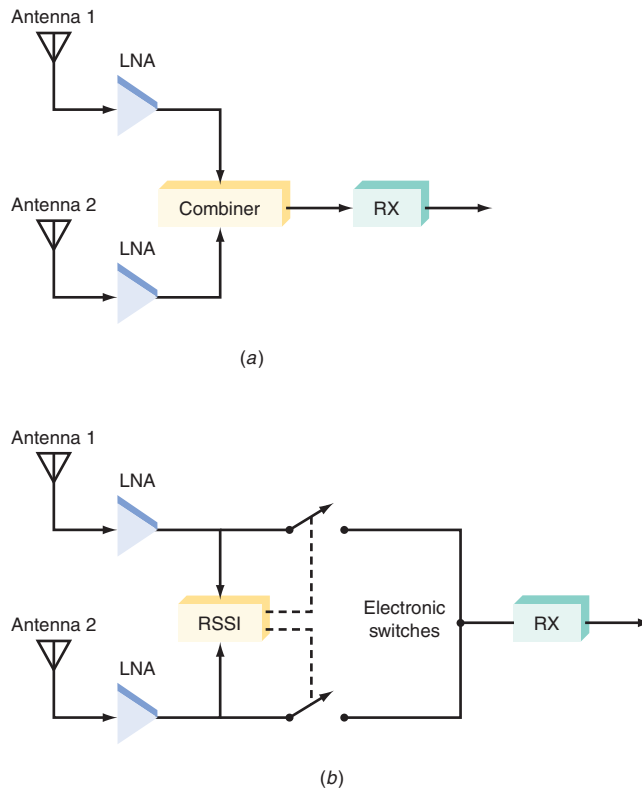 Antenna 1
LNA
Antenna 2
Combiner
RX
LNA
(a)
Antenna 1
LNA
Antenna 2
RSSI
Electronic
switches
RX
LNA
(b)